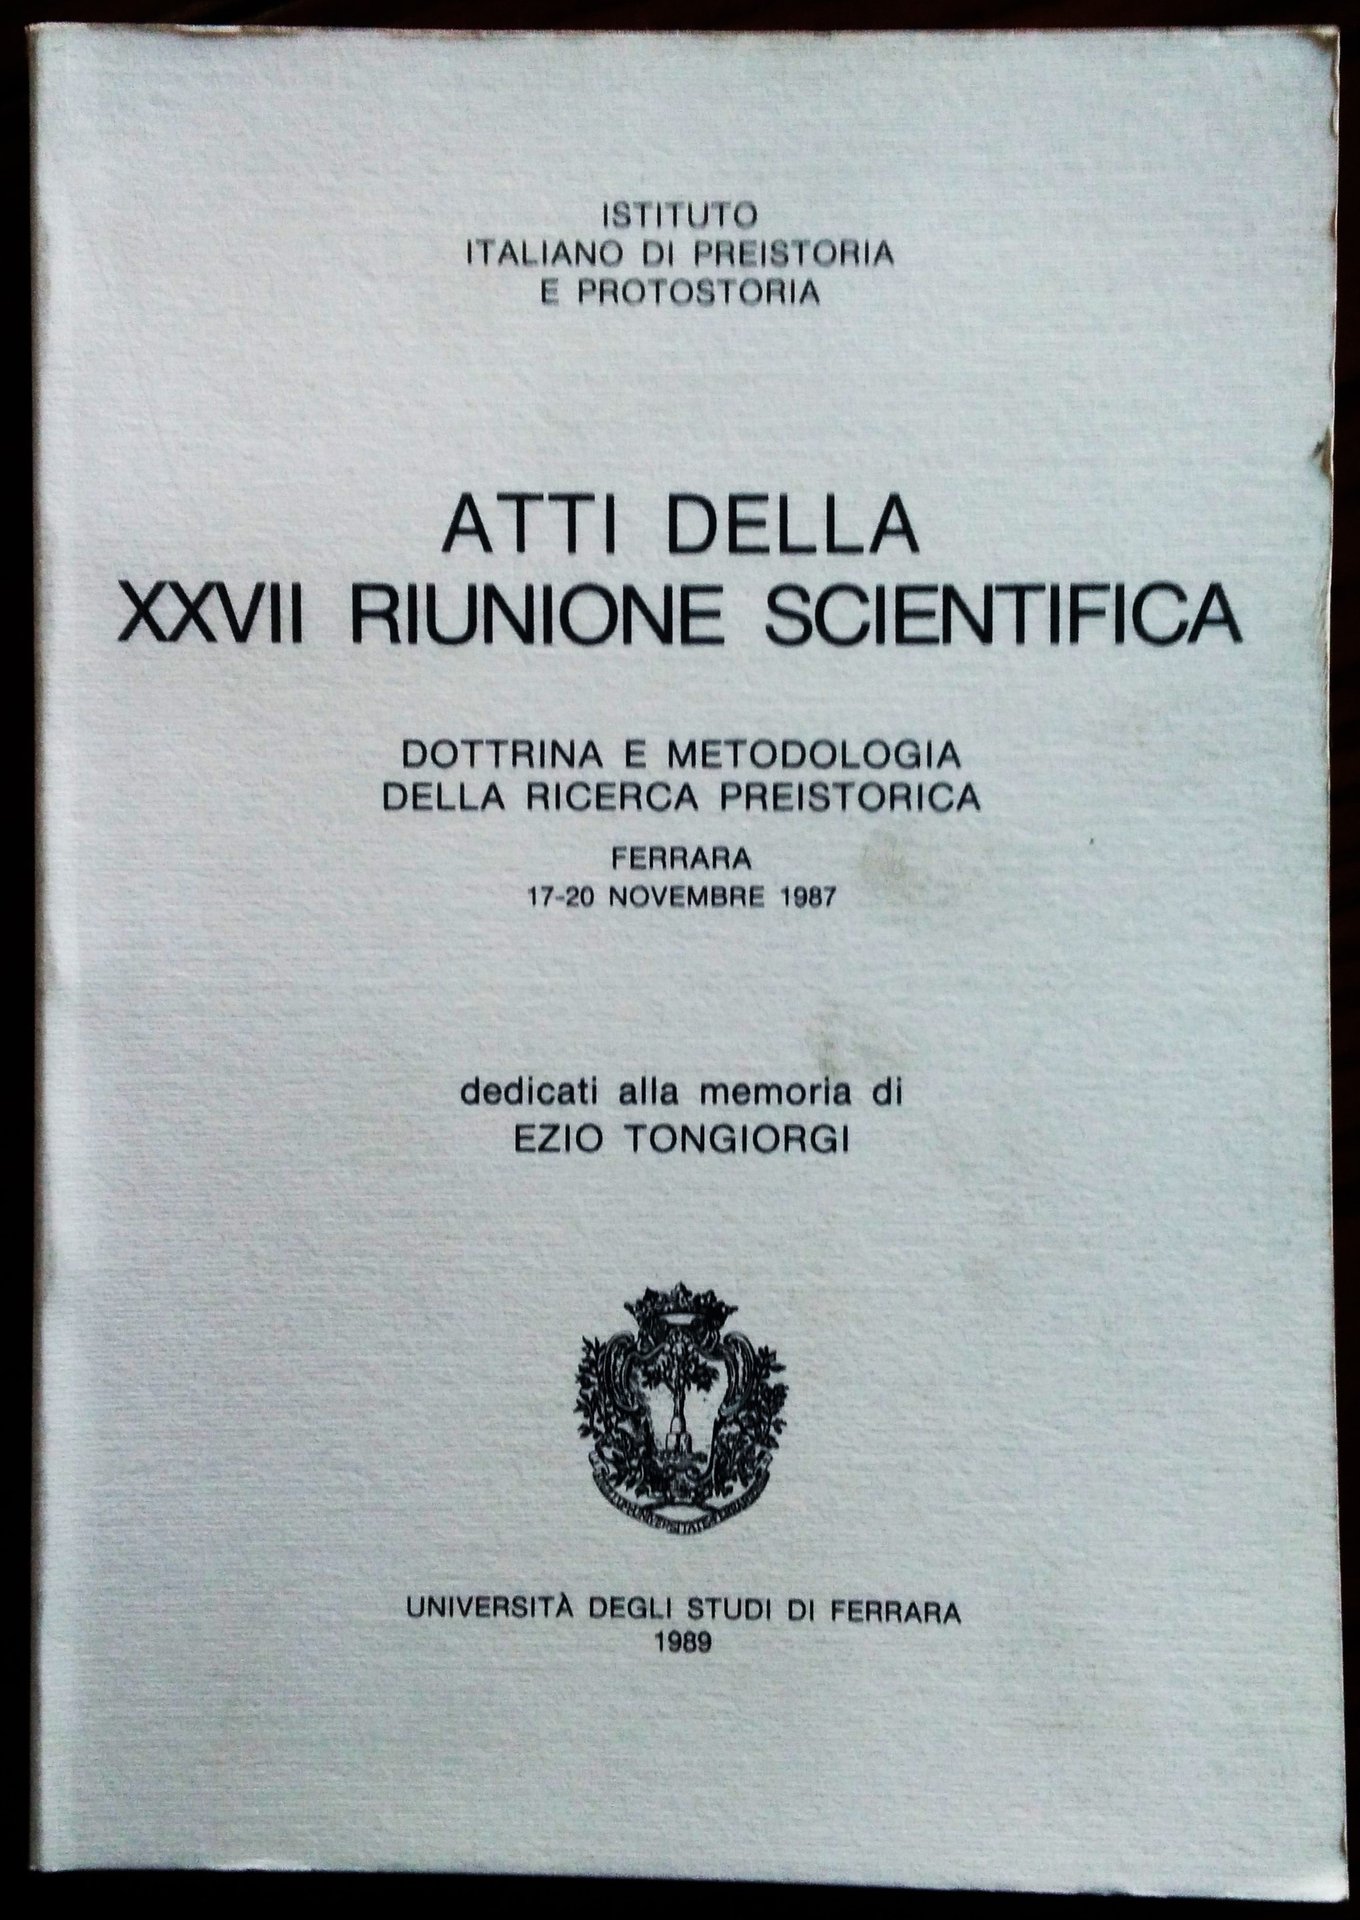 ISTITUTO
ITALIANO DI PREISTORIA
E PROTOSTORIA
ATTI DELLA
XXVII RIUNIONE SCIENTIFICA
DOTTRINA E METODOLOGIA
DELLA RICERCA PREISTORICA
FERRARA
17-20 NOVEMBRE 1987
dedicati alla memoria di
EZIO TONGIORGI
UNIVERSITÀ DEGLI STUDI DI FERRARA
1989